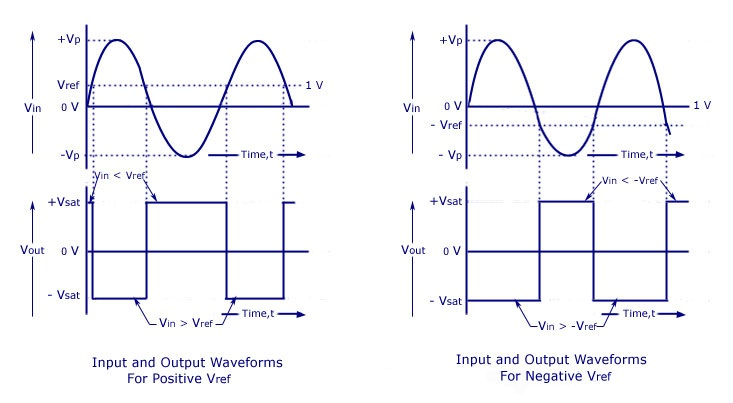 +Vp
Vref
1 V
Vin
0 V
-Vp
Time,t
Vin < Vref
+Vsat
Vout
0 V
- Vsat
Time,t
Vin > Vref
Input and Output Waveforms
For Positive Vref
+Vp
Vin
0 V
1 V
- Vref
- Vp
Time,t
Vin < -Vref
+Vsat
Vout
0 V
- Vsat
Time,t
Vin > -Vref
Input and Output Waveforms
For Negative Vref